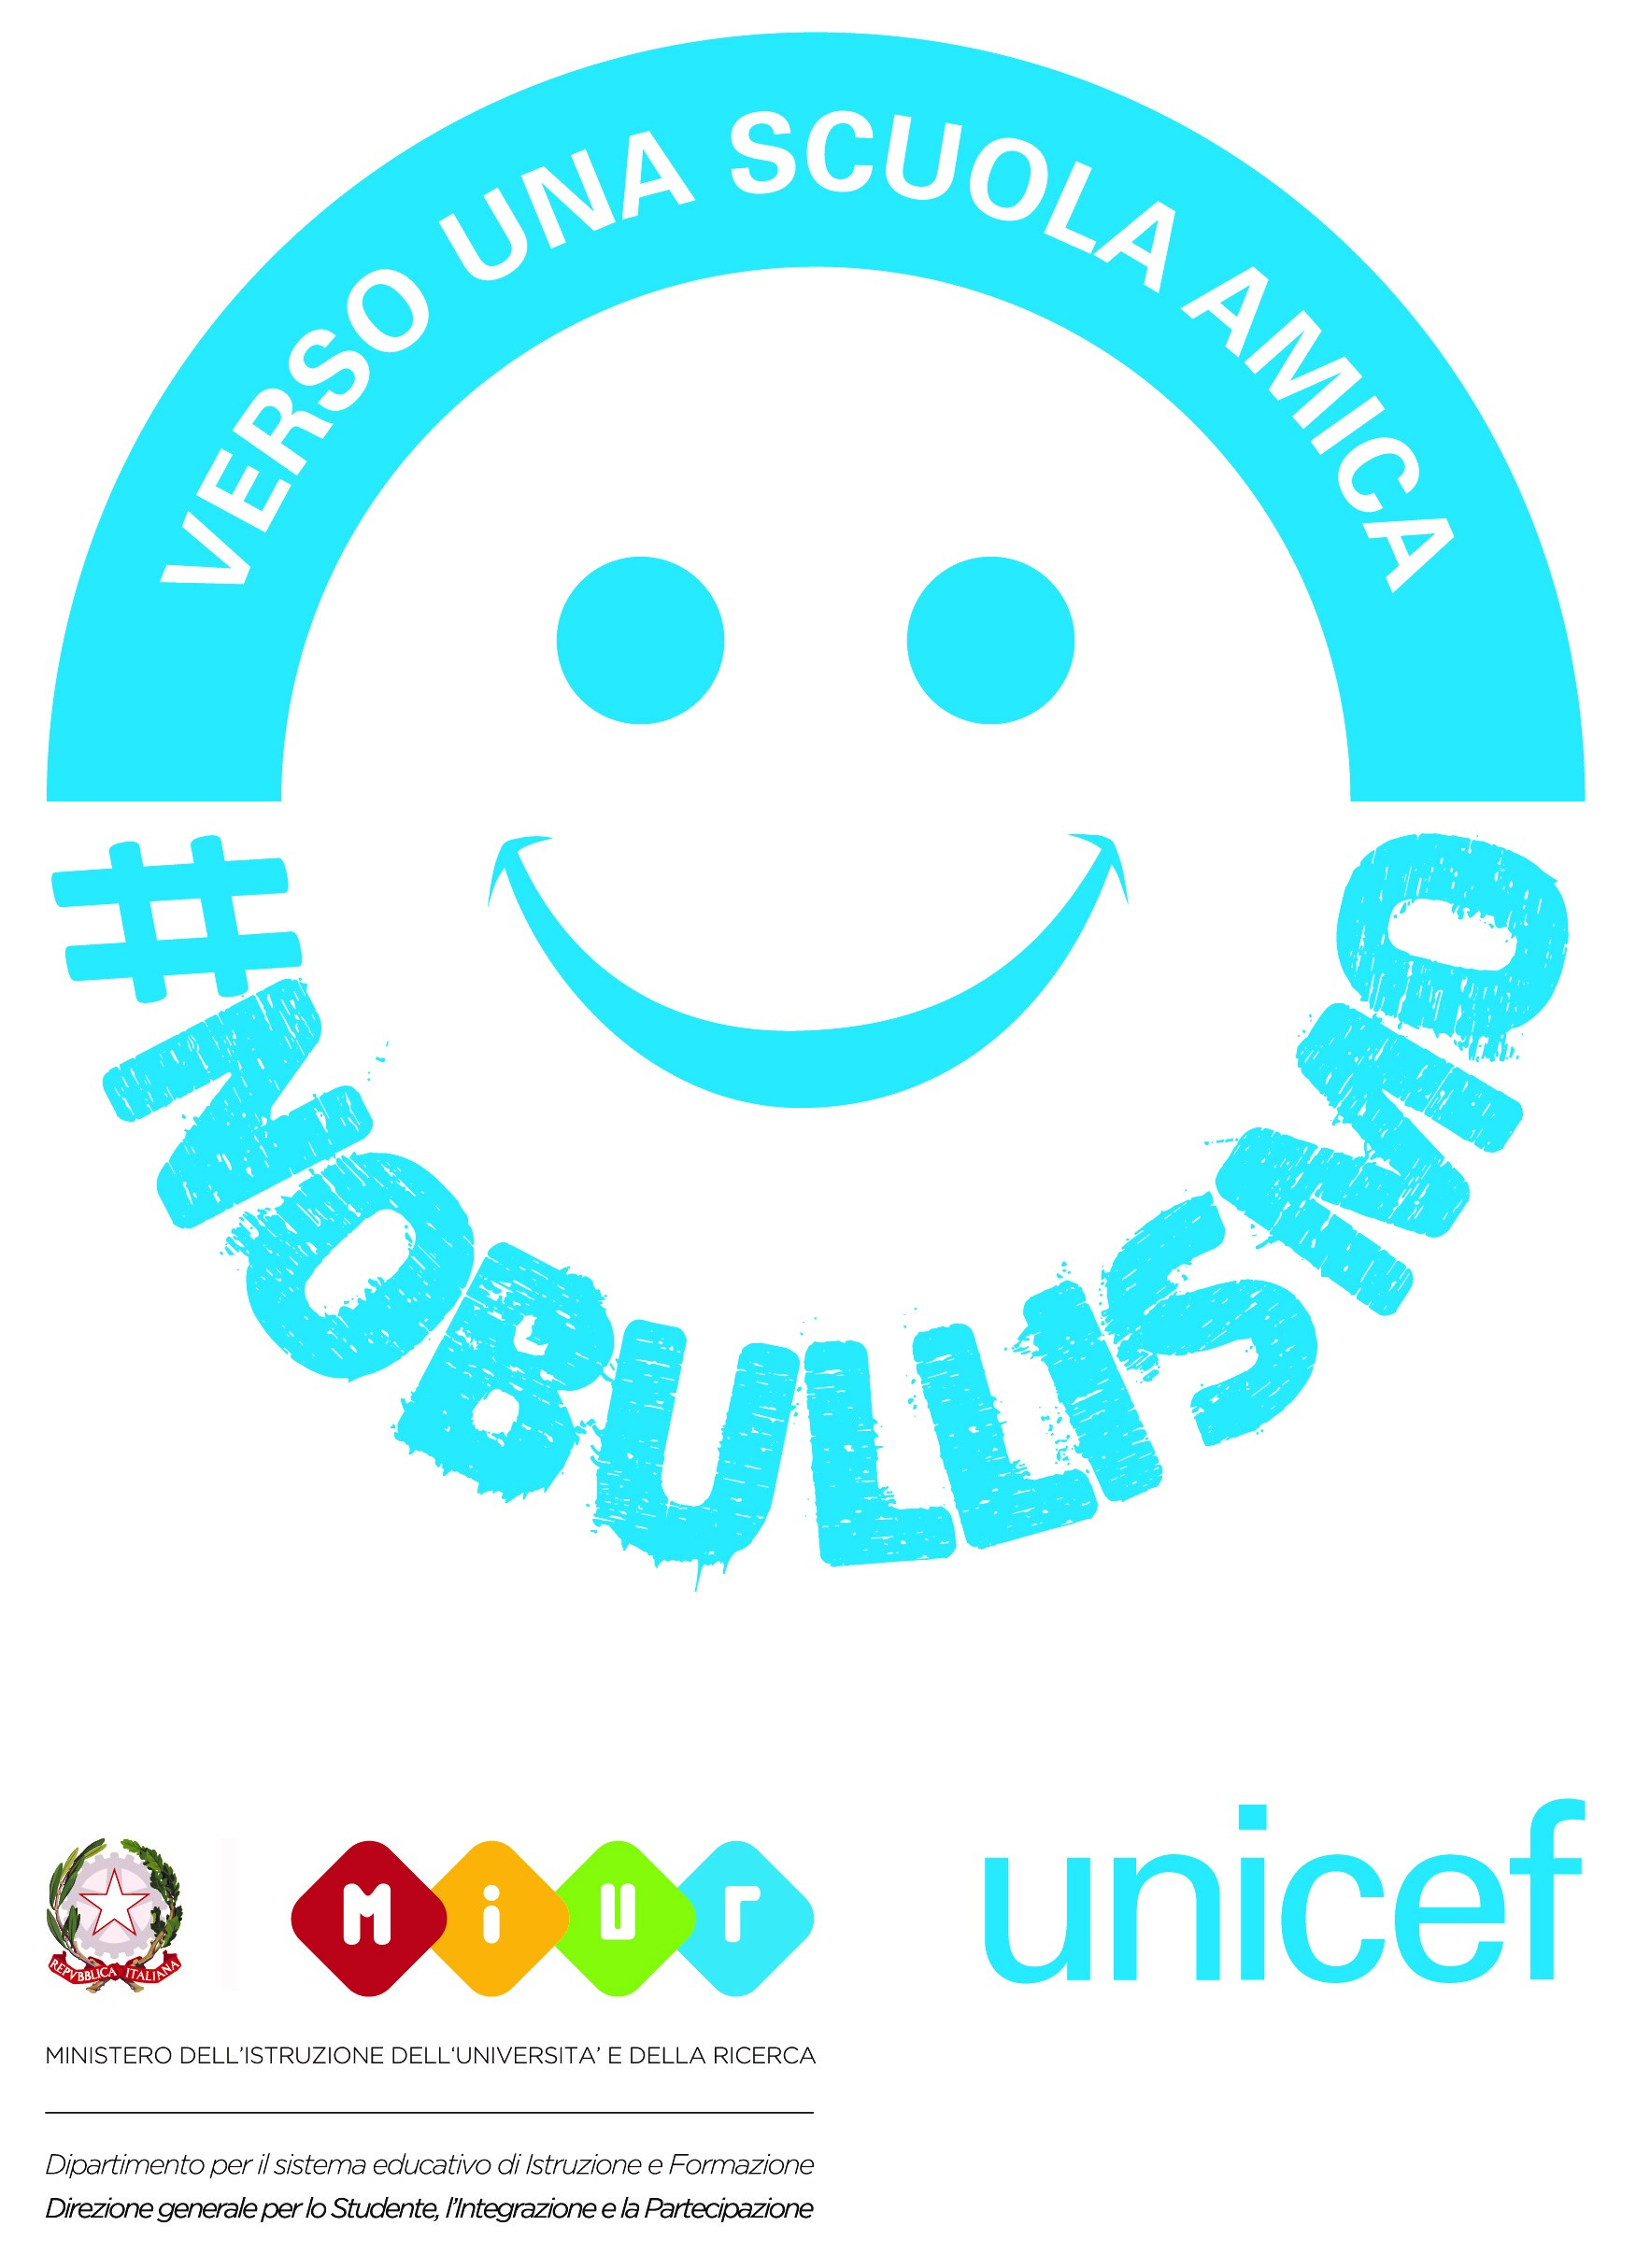 VERSO UNA SCUOLA AMICA
#NOBULLISMO
REPVBBLICA ITALIANA
Miur
unicef
MINISTERO DELL'ISTRUZIONE DELL‘UNIVERSITA’ E DELLA RICERCA
Dipartimento per il sistema educativo di Istruzione e Formazione
Direzione generale per lo Studente, l’Integrazione e la Partecipazione